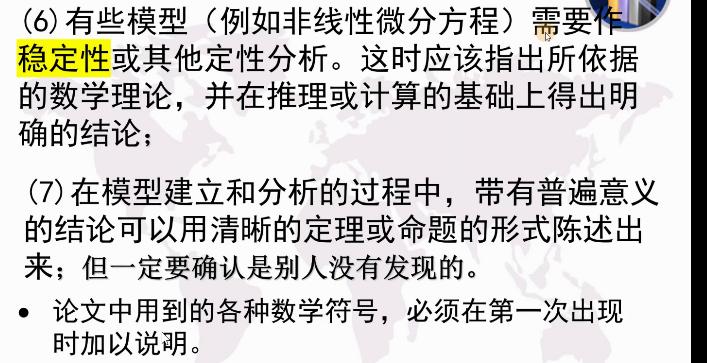 (6)有些模型（例如非线性微分方程）需要作
稳定性或其他定性分析。这时应该指出所依据
的数学理论，并在推理或计算的基础上得出明
确的结论；
(7)在模型建立和分析的过程中，带有普遍意义
的结论可以用清晰的定理或命题的形式陈述出
来；但一定要确认是别人没有发现的。
• 论文中用到的各种数学符号，必须在第一次出现
时加以说明。